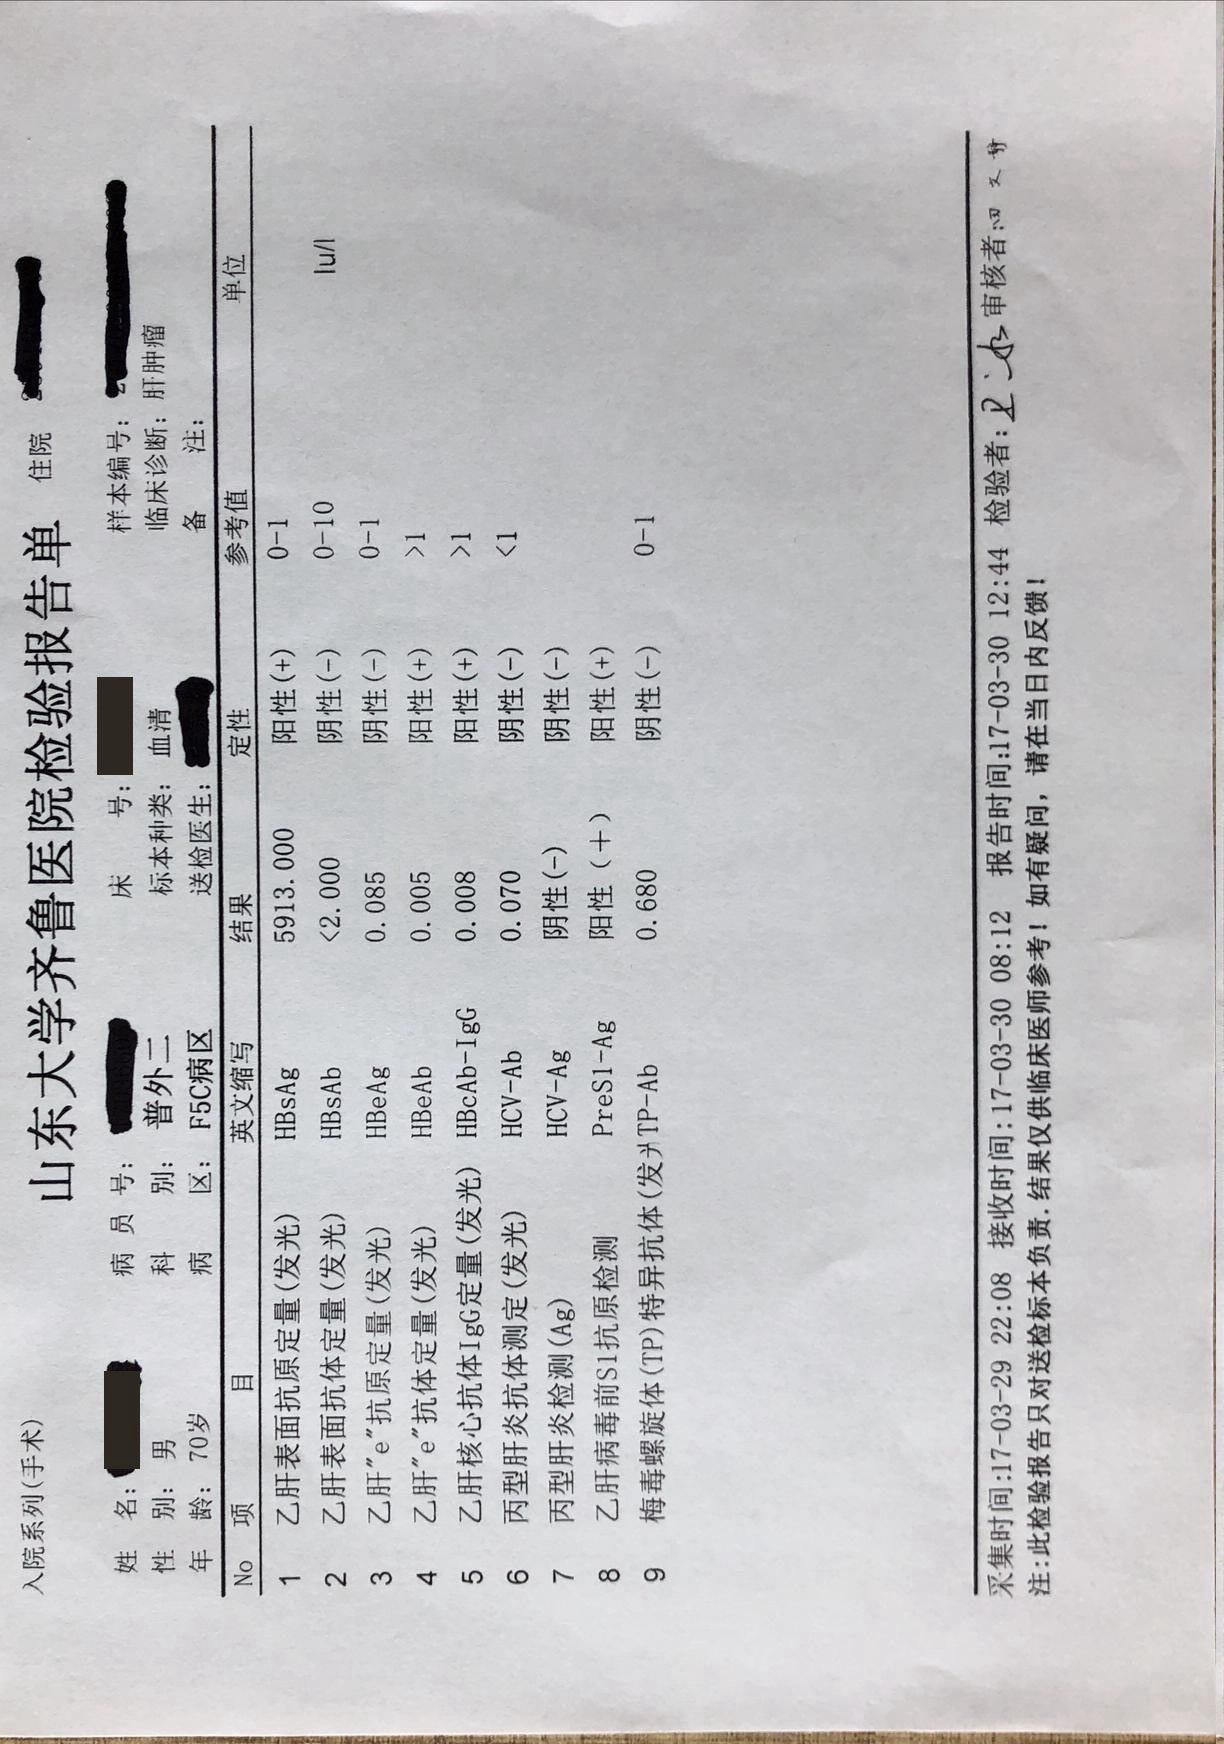 入院系列(手术)
山东大学齐鲁医院检验报告单 住院
姓 名: 病 员 号: 床 号: 样本编号:
性 别: 男 科 别: 普外二 标本种类: 血清 临床诊断: 肝肿瘤
年 龄: 70岁 病 区: F5C病区 送检医生: 备 注:
No 项 目 英文缩写 结果 定性 参考值 单位
1 乙肝表面抗原定量(发光) HBsAg 5913.000 阳性(+) 0-1
2 乙肝表面抗体定量(发光) HBsAb <2.000 阴性(-) 0-10 Iu/l
3 乙肝"e"抗原定量(发光) HBeAg 0.085 阴性(-) 0-1
4 乙肝"e"抗体定量(发光) HBeAb 0.005 阳性(+) >1
5 乙肝核心抗体IgG定量(发光) HBcAb-IgG 0.008 阳性(+) >1
6 丙型肝炎抗体测定(发光) HCV-Ab 0.070 阴性(-) <1
7 丙型肝炎检测(Ag) HCV-Ag 阴性(-) 阴性(-)
8 乙肝病毒前S1抗原检测 PreS1-Ag 阳性（+） 阳性(+)
9 梅毒螺旋体(TP)特异抗体(发光 TP-Ab 0.680 阴性(-) 0-1
采集时间:17-03-29 22:08 接收时间:17-03-30 08:12 报告时间:17-03-30 12:44 检验者: 审核者:
注:此检验报告只对送检标本负责.结果仅供临床医师参考! 如有疑问，请在当日内反馈!